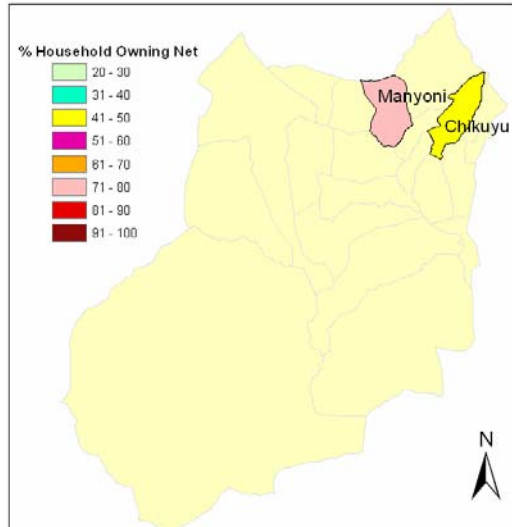 % Household Owning Net
20 - 30
31 - 40
41 - 50
51 - 60
61 - 70
71 - 80
81 - 90
91 - 100
Manyoni
Chikuyu
N